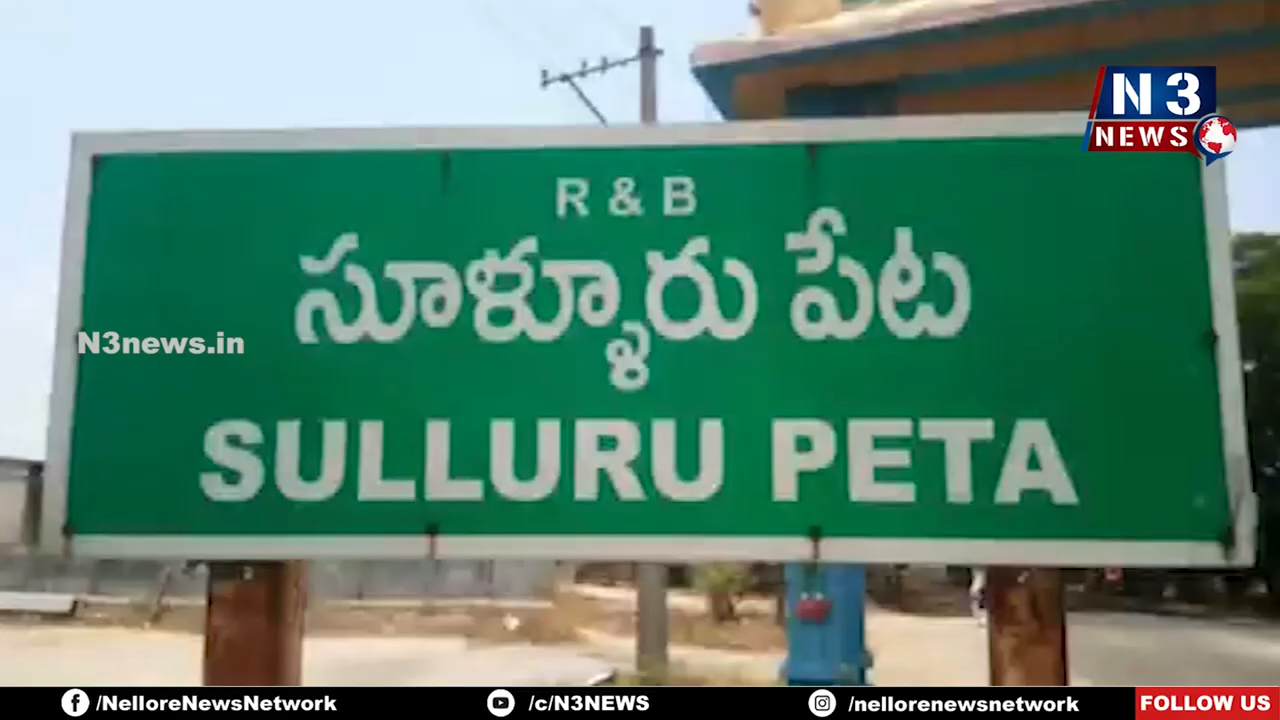 N3
NEWS
R & B
సూళ్ళూరు పేట
N3news.in
SULLURU PETA
/NelloreNewsNetwork
/c/N3NEWS
/nellorenewsnetwork
FOLLOW US